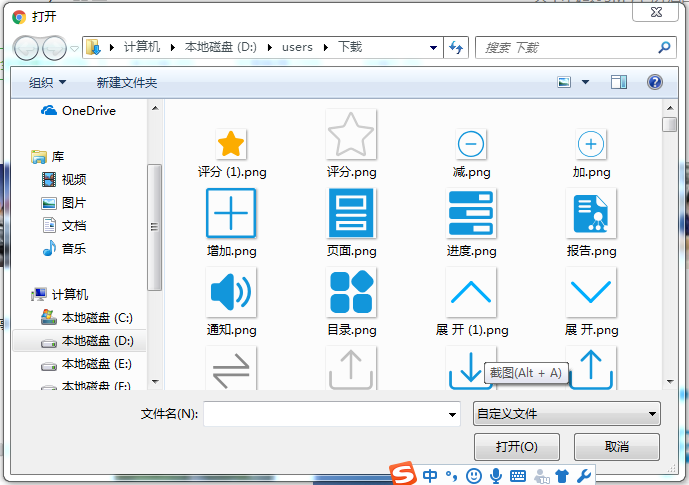 打开
计算机
本地磁盘 (D:)
users
下载
搜索 下载
组织
新建文件夹
OneDrive
库
视频
图片
文档
音乐
计算机
本地磁盘 (C:)
本地磁盘 (D:)
本地磁盘 (E:)
本地磁盘 (F:)
评分 (1).png
评分.png
减.png
加.png
增加.png
页面.png
进度.png
报告.png
通知.png
目录.png
展 开 (1).png
展 开.png
截图(Alt + A)
文件名(N):
自定义文件
打开(O)
取消
中